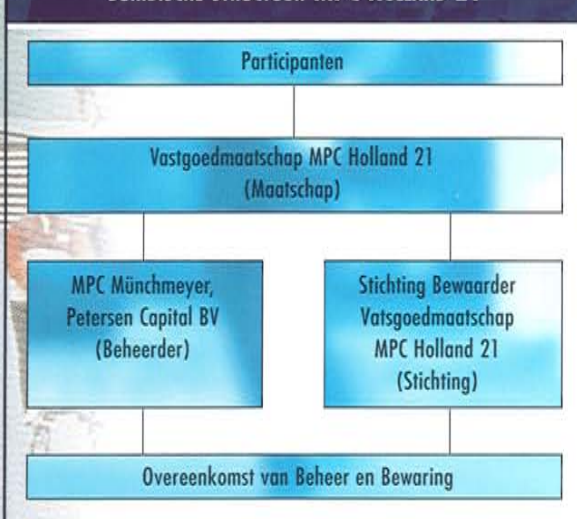 Participanten
Vastgoedmaatschap MPC Holland 21
(Maatschap)
MPC Münchmeyer,
Petersen Capital BV
(Beheerder)
Stichting Bewaarder
Vatsgoedmaatschap
MPC Holland 21
(Stichting)
Overeenkomst van Beheer en Bewaring